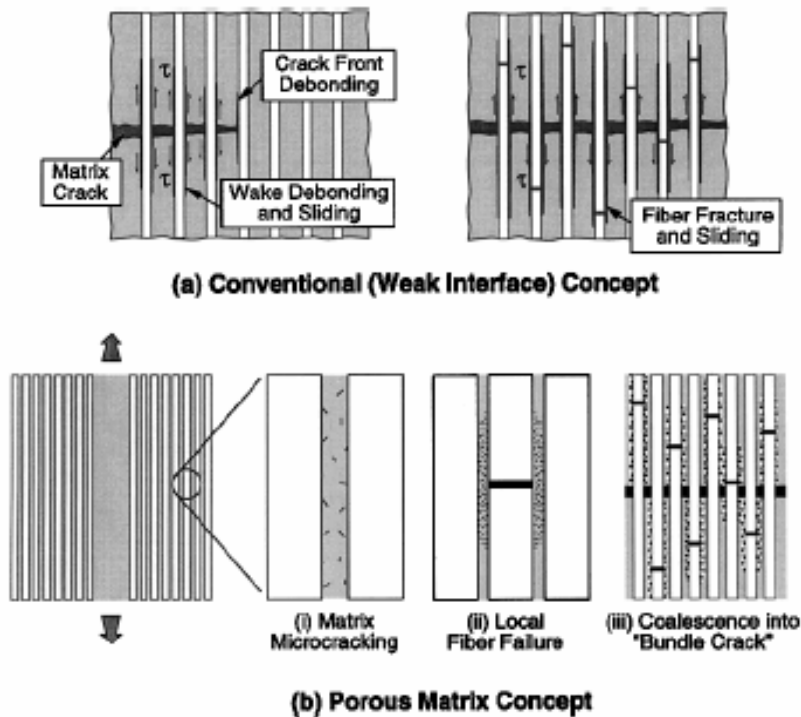 τ
Crack Front
Debonding
Matrix
Crack
τ
Wake Debonding
and Sliding
τ
τ
Fiber Fracture
and Sliding
(a) Conventional (Weak Interface) Concept
(i) Matrix
Microcracking
(ii) Local
Fiber Failure
(iii) Coalescence into
"Bundle Crack"
(b) Porous Matrix Concept